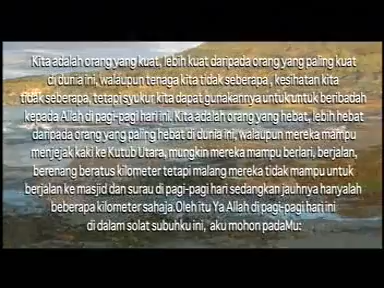 Kita adalah orang yang kuat, lebih kuat daripada orang yang paling kuat
di dunia ini, walaupun tenaga kita tidak seberapa , kesihatan kita
tidak seberapa, tetapi syukur kita dapat gunakannya untuk untuk beribadah
kepada Allah di pagi-pagi hari ini. Kita adalah orang yang hebat, lebih hebat
daripada orang yang paling hebat di dunia ini, walaupun mereka mampu
menjejak kaki ke Kutub Utara, mungkin mereka mampu berlari, berjalan,
berenang beratus kilometer tetapi malang mereka tidak mampu untuk
berjalan ke masjid dan surau di pagi-pagi hari sedangkan jauhnya hanyalah
beberapa kilometer sahaja.Oleh itu Ya Allah di pagi-pagi hari ini
di dalam solat subuhku ini, aku mohon padaMu: